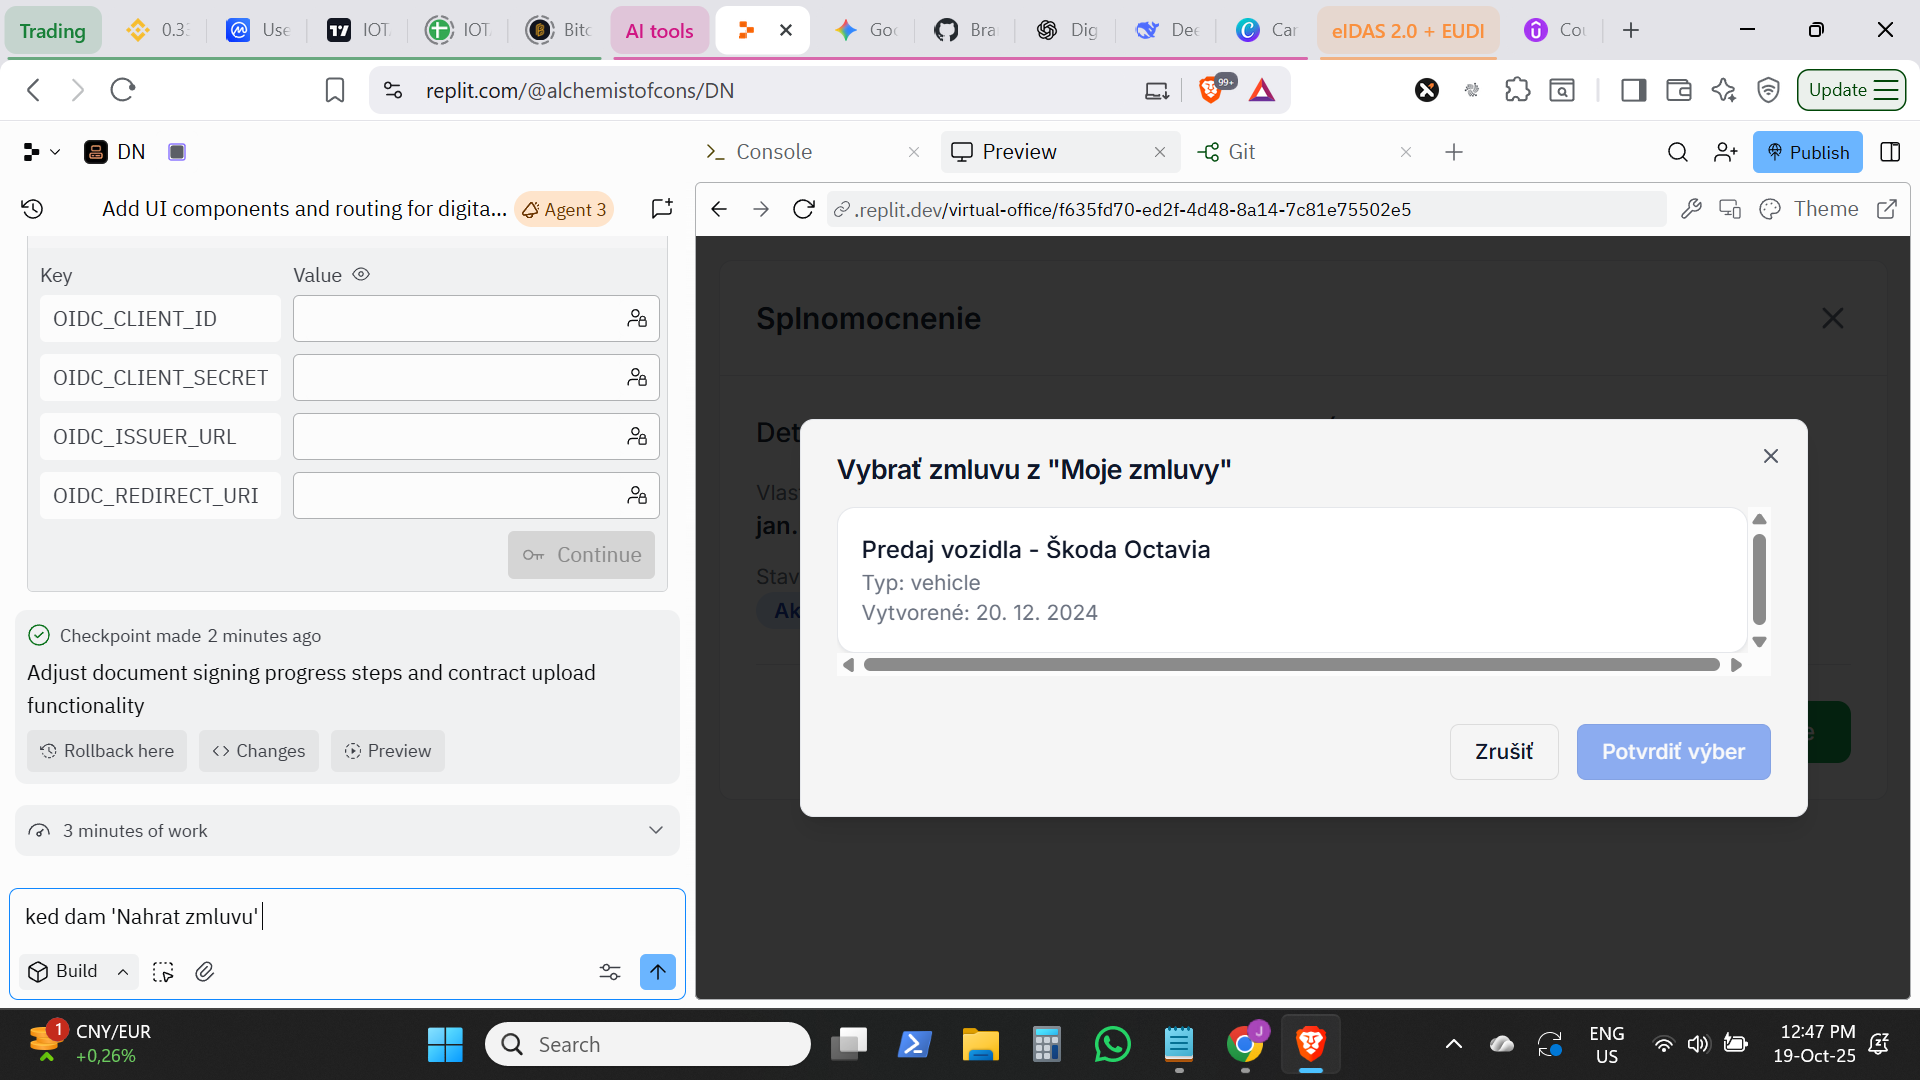 Trading
0.33
Use
IOT
IOT
Bitc
AI tools
Goo
Bra
Dig
Dee
Can
eIDAS 2.0 + EUDI
Cou
replit.com/@alchemistofcons/DN
99+
Update
DN
Console
Preview
Git
Publish
Add UI components and routing for digita...
Agent 3
.replit.dev/virtual-office/f635fd70-ed2f-4d48-8a14-7c81e75502e5
Theme
Key
Value
OIDC_CLIENT_ID
OIDC_CLIENT_SECRET
OIDC_ISSUER_URL
OIDC_REDIRECT_URI
Continue
Checkpoint made 2 minutes ago
Adjust document signing progress steps and contract upload
functionality
Rollback here
Changes
Preview
3 minutes of work
ked dam 'Nahrat zmluvu'
Build
Splnomocnenie
Det
Vlas
jan.
Stav
Ak
Vybrať zmluvu z "Moje zmluvy"
Predaj vozidla - Škoda Octavia
Typ: vehicle
Vytvorené: 20. 12. 2024
Zrušiť
Potvrdiť výber
e
1
CNY/EUR
+0,26%
Search
J
ENG
US
12:47 PM
19-Oct-25